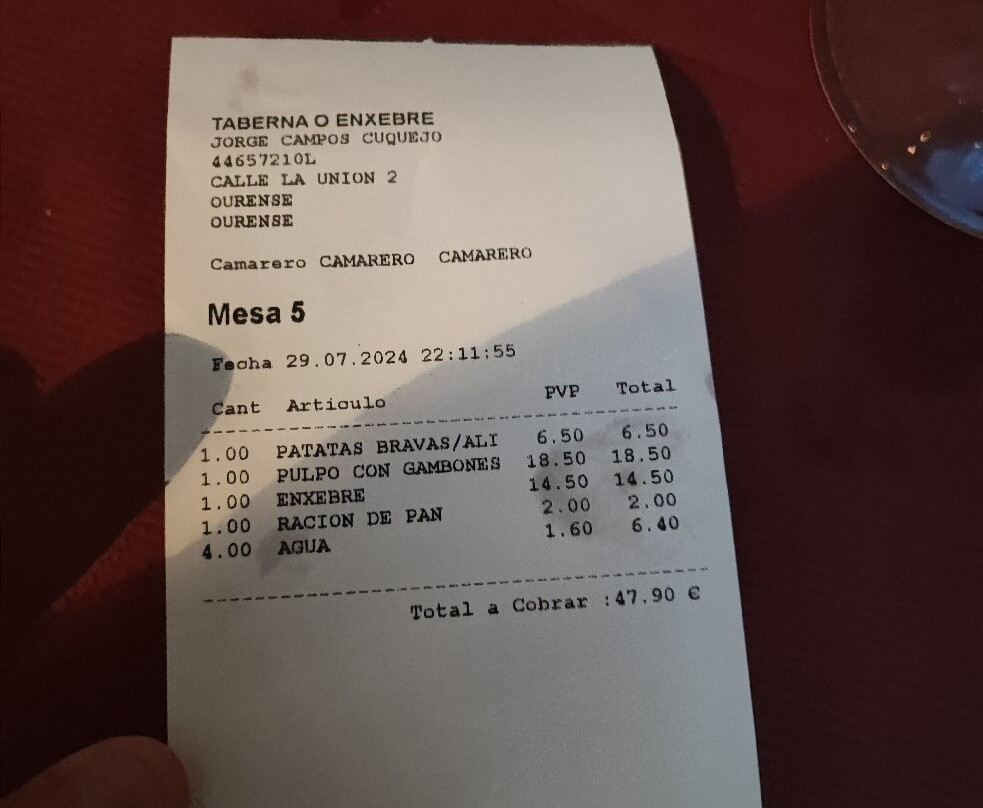 TABERNA O ENXEBRE
JORGE CAMPOS CUQUEJO
44657210L
CALLE LA UNION 2
OURENSE
OURENSE
Camarero CAMARERO CAMARERO
Mesa 5
Fecha 29.07.2024 22:11:55
Cant Articulo PVP Total
1.00 PATATAS BRAVAS/ALI 6.50 6.50
1.00 PULPO CON GAMBONES 18.50 18.50
1.00 ENXEBRE 14.50 14.50
1.00 RACION DE PAN 2.00 2.00
4.00 AGUA 1.60 6.40
Total a Cobrar :47.90 €